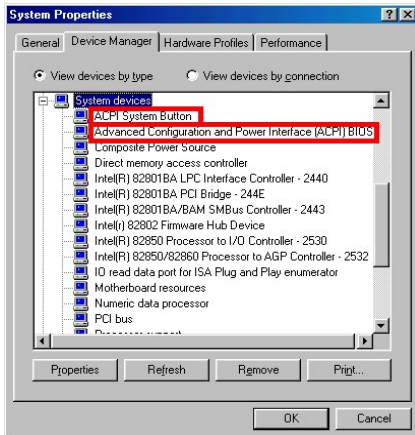 System Properties
General Device Manager Hardware Profiles Performance
View devices by type View devices by connection
System devices
ACPI System Button
Advanced Configuration and Power Interface (ACPI) BIOS
Composite Power Source
Direct memory access controller
Intel(R) 82801BA LPC Interface Controller - 2440
Intel(R) 82801BA PCI Bridge - 244E
Intel(R) 82801BA/BAM SMBus Controller - 2443
Intel(r) 82802 Firmware Hub Device
Intel(R) 82850 Processor to I/O Controller - 2530
Intel(R) 82850/82860 Processor to AGP Controller - 2532
IO read data port for ISA Plug and Play enumerator
Motherboard resources
Numeric data processor
PCI bus
Processor support
Properties Refresh Remove Print...
OK Cancel